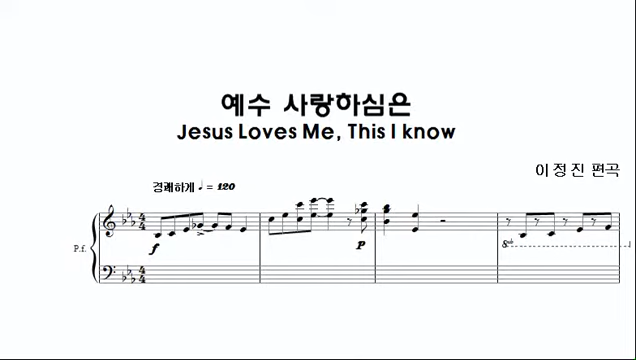 예수 사랑하심은
Jesus Loves Me, This I know
이 정 진 편곡
경쾌하게 ♩ = 120
P.f.
f
p
8vb